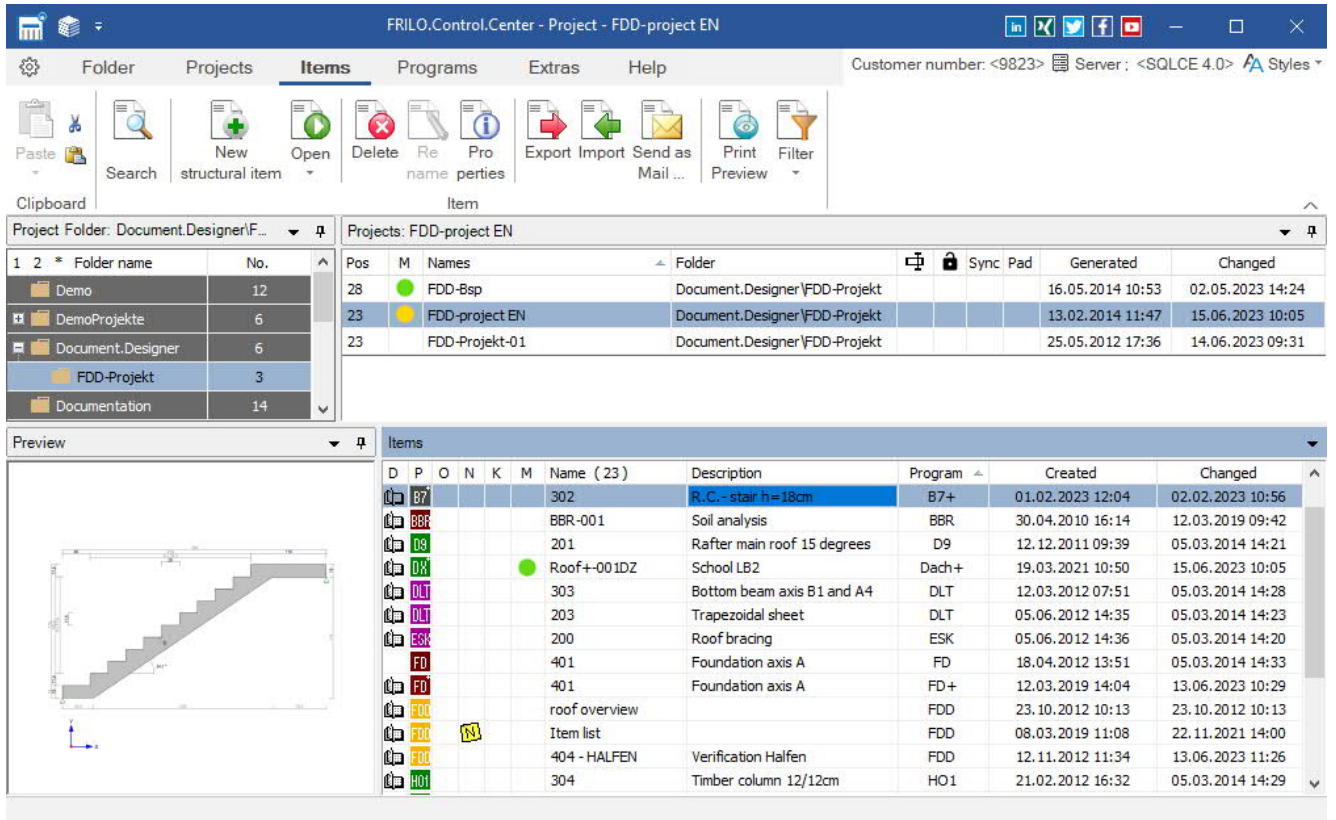 FRILO.Control.Center - Project - FDD-project EN
Folder Projects Items Programs Extras Help Customer number: <9823> Server ; <SQLCE 4.0> Styles
Paste Search New structural item Open Delete Re name Pro perties Export Import Send as Mail ... Print Preview Filter
Clipboard Item
Project Folder: Document.Designer\F... Projects: FDD-project EN
1 2 * Folder name No.
Demo 12
DemoProjekte 6
Document.Designer 6
FDD-Projekt 3
Documentation 14
Pos M Names Folder Sync Pad Generated Changed
28 FDD-Bsp Document.Designer\FDD-Projekt 16.05.2014 10:53 02.05.2023 14:24
23 FDD-project EN Document.Designer\FDD-Projekt 13.02.2014 11:47 15.06.2023 10:05
23 FDD-Projekt-01 Document.Designer\FDD-Projekt 25.05.2012 17:36 14.06.2023 09:31
Preview
Items
D P O N K M Name (23) Description Program Created Changed
B7 302 R.C.- stair h=18cm B7+ 01.02.2023 12:04 02.02.2023 10:56
BBR BBR-001 Soil analysis BBR 30.04.2010 16:14 12.03.2019 09:42
D9 201 Rafter main roof 15 degrees D9 12.12.2011 09:39 05.03.2014 14:21
DX Roof+-001DZ School LB2 Dach+ 19.03.2021 10:50 15.06.2023 10:05
DLT 303 Bottom beam axis B1 and A4 DLT 12.03.2012 07:51 05.03.2014 14:28
DLT 203 Trapezoidal sheet DLT 05.06.2012 14:35 05.03.2014 14:23
ESK 200 Roof bracing ESK 05.06.2012 14:36 05.03.2014 14:20
FD 401 Foundation axis A FD 18.04.2012 13:51 05.03.2014 14:33
FD 401 Foundation axis A FD+ 12.03.2019 14:04 13.06.2023 10:29
FDD roof overview FDD 23.10.2012 10:13 23.10.2012 10:13
FDD N Item list FDD 08.03.2019 11:08 22.11.2021 14:00
FDD 404 - HALFEN Verification Halfen FDD 12.11.2012 11:34 13.06.2023 11:26
HO1 304 Timber column 12/12cm HO1 21.02.2012 16:32 05.03.2014 14:29